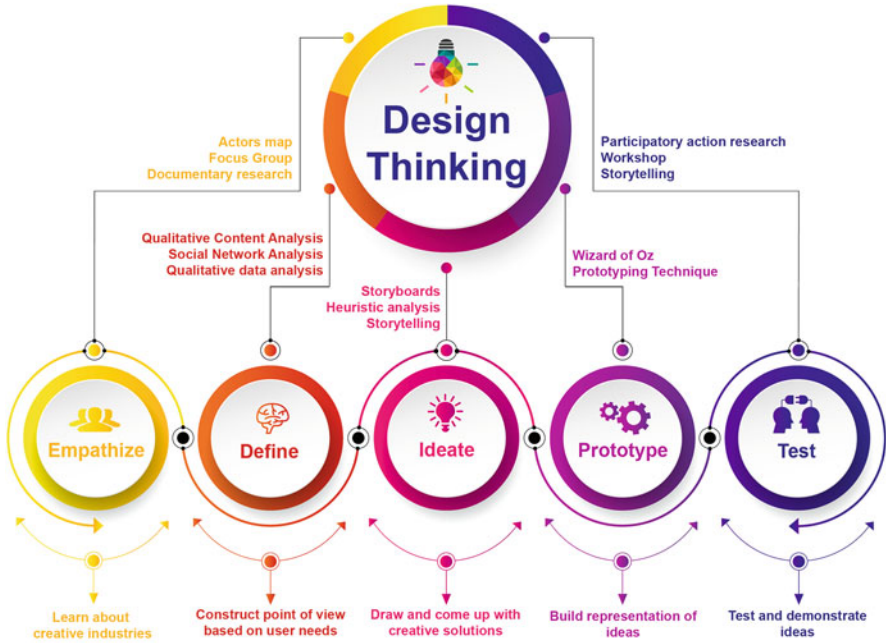 Design
Thinking
Actors map
Focus Group
Documentary research
Participatory action research
Workshop
Storytelling
Qualitative Content Analysis
Social Network Analysis
Qualitative data analysis
Storyboards
Heuristic analysis
Storytelling
Wizard of Oz
Prototyping Technique
Empathize
Define
Ideate
Prototype
Test
Learn about
creative industries
Construct point of view
based on user needs
Draw and come up with
creative solutions
Build representation of
ideas
Test and demonstrate
ideas